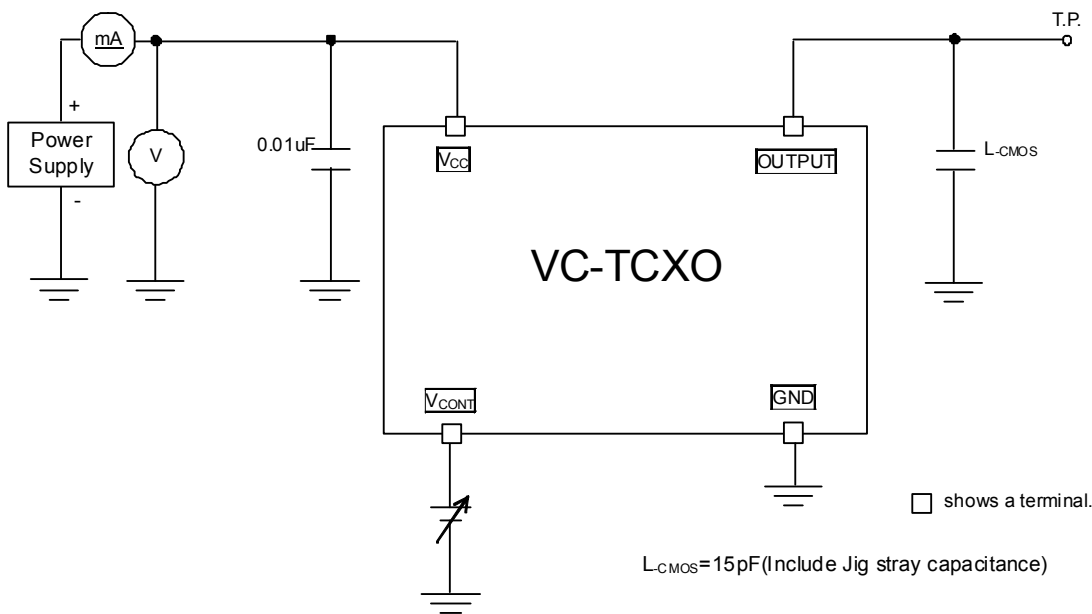 T.P.
mA
+
Power
Supply
-
V
0.01uF
VCC
OUTPUT
L-CMOS
VC-TCXO
VCONT
GND
shows a terminal.
L-CMOS=15pF(Include Jig stray capacitance)